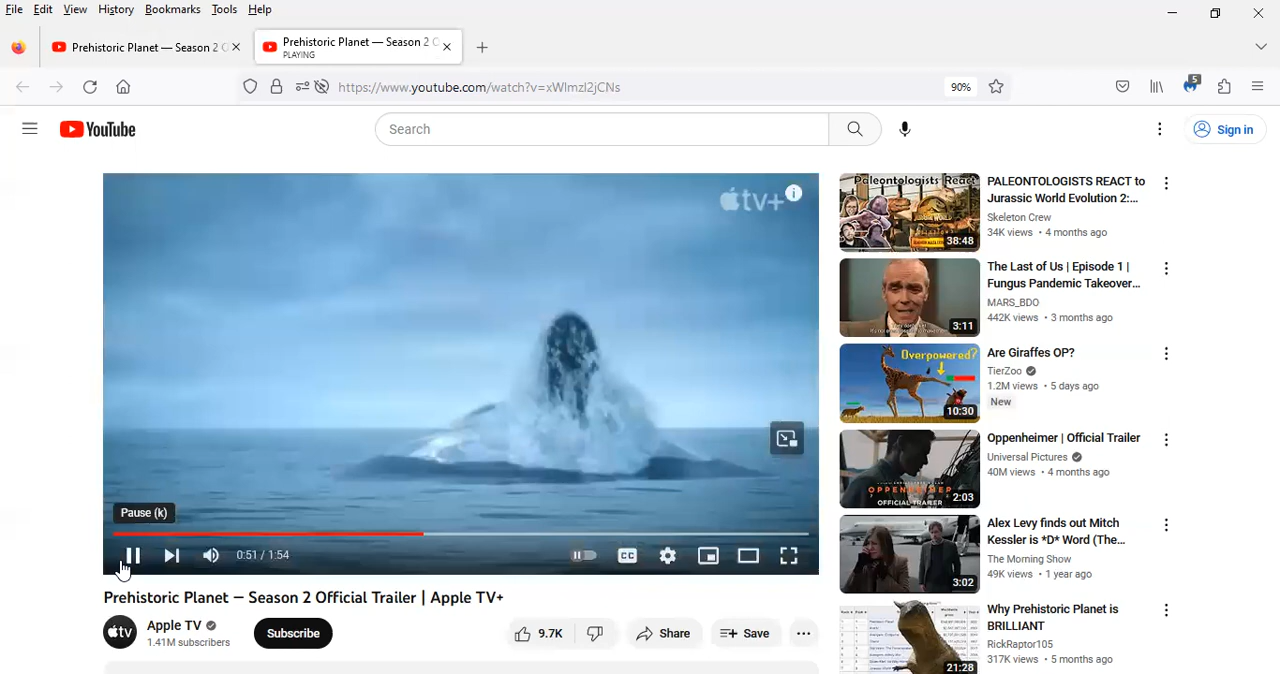 File Edit View History Bookmarks Tools Help
Prehistoric Planet — Season 2 O
Prehistoric Planet — Season 2 O
PLAYING
https://www.youtube.com/watch?v=xWlmzl2jCNs
90%
5
YouTube
Search
Sign in
tv+
Pause (k)
0:51 / 1:54
CC
Prehistoric Planet — Season 2 Official Trailer | Apple TV+
tv
Apple TV
1.41M subscribers
Subscribe
9.7K
Share
Save
Paleontologists React
38:48
PALEONTOLOGISTS REACT to
Jurassic World Evolution 2:...
Skeleton Crew
34K views • 4 months ago
3:11
The Last of Us | Episode 1 |
Fungus Pandemic Takeover...
MARS_BDO
442K views • 3 months ago
Overpowered?
10:30
Are Giraffes OP?
TierZoo
1.2M views • 5 days ago
New
OPPENHEIMER
OFFICIAL TRAILER
2:03
Oppenheimer | Official Trailer
Universal Pictures
40M views • 4 months ago
3:02
Alex Levy finds out Mitch
Kessler is *D* Word (The...
The Morning Show
49K views • 1 year ago
21:28
Why Prehistoric Planet is
BRILLIANT
RickRaptor105
317K views • 5 months ago